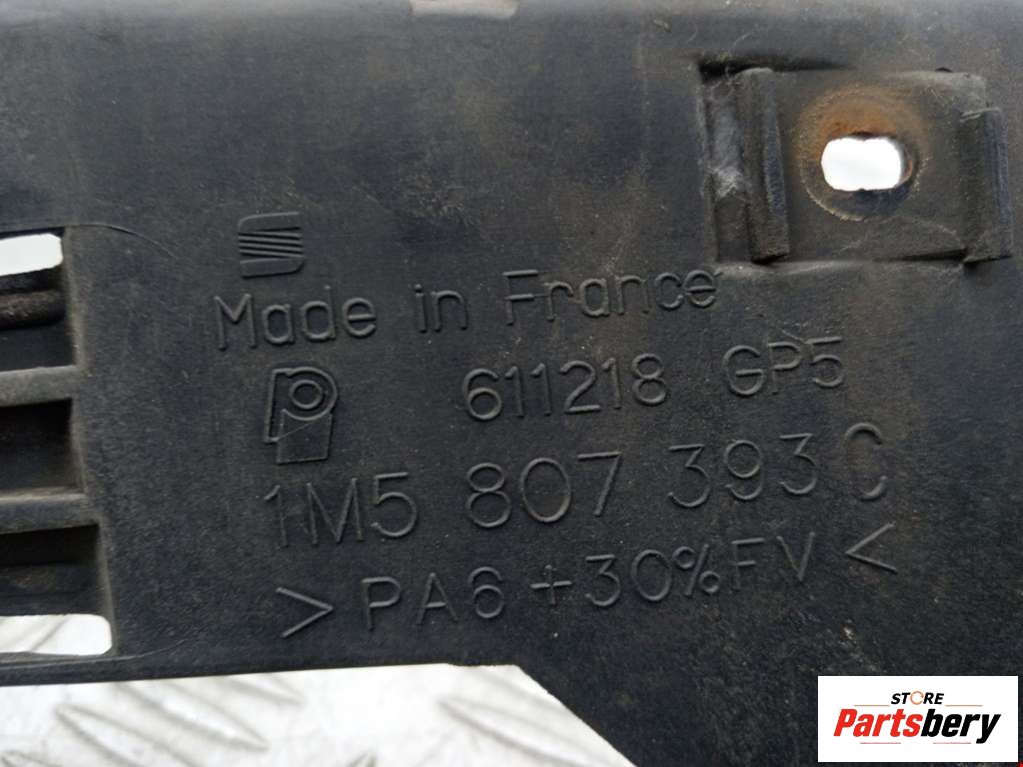 Made in France
611218 GP5
1M5 807 393 C
> PA6 + 30%FV <
STORE
Partsbery